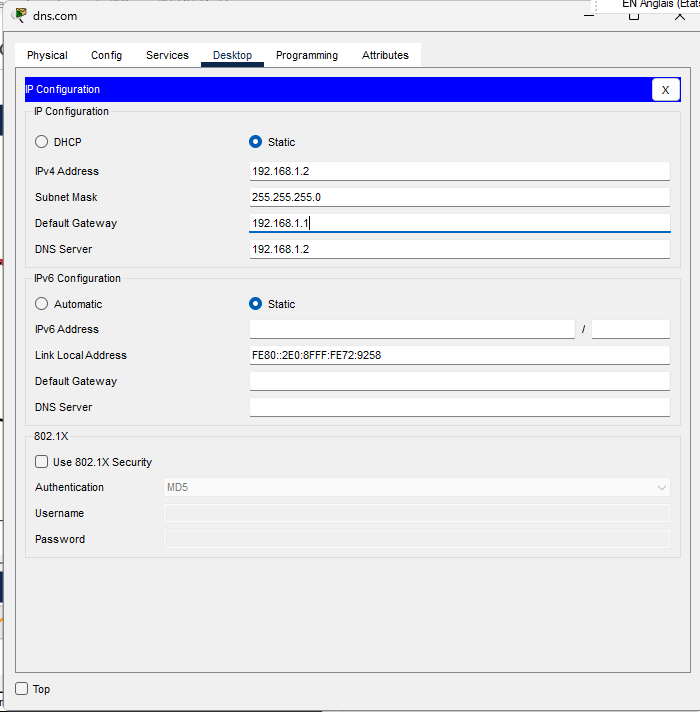 EN Anglais (États
dns.com
Physical Config Services Desktop Programming Attributes
IP Configuration X
IP Configuration
DHCP Static
IPv4 Address 192.168.1.2
Subnet Mask 255.255.255.0
Default Gateway 192.168.1.1
DNS Server 192.168.1.2
IPv6 Configuration
Automatic Static
IPv6 Address /
Link Local Address FE80::2E0:8FFF:FE72:9258
Default Gateway
DNS Server
802.1X
Use 802.1X Security
Authentication MD5
Username
Password
Top